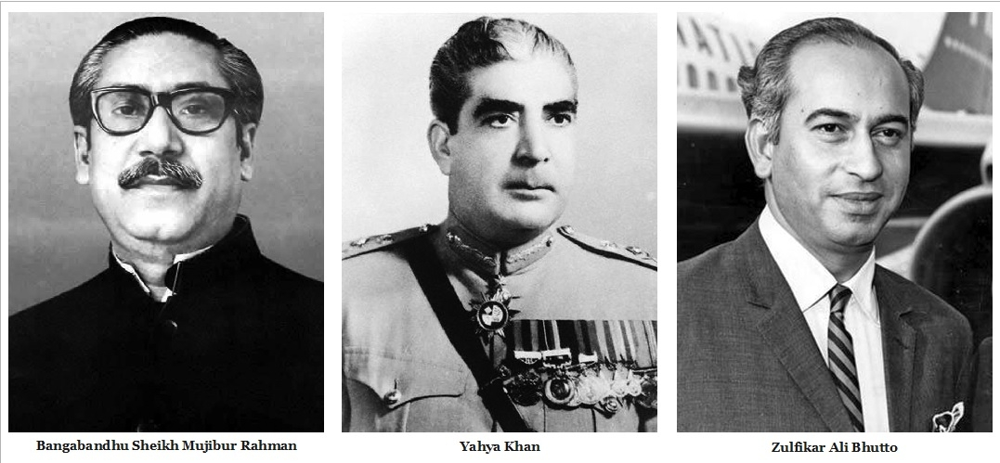 Bangabandhu Sheikh Mujibur Rahman
Yahya Khan
Zulfikar Ali Bhutto